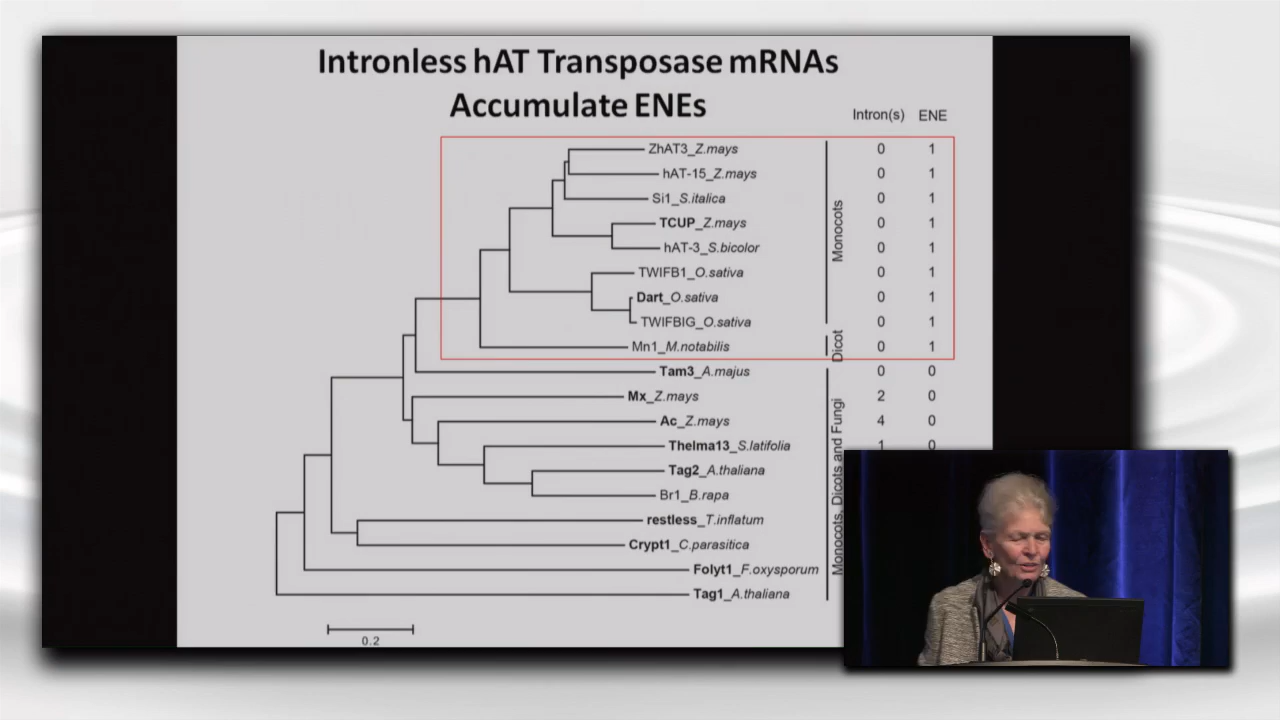 Intronless hAT Transposase mRNAs
Accumulate ENEs
Intron(s) ENE
ZhAT3_Z.mays 0 1
hAT-15_Z.mays 0 1
Si1_S.italica 0 1
TCUP_Z.mays 0 1
hAT-3_S.bicolor 0 1
TWIFB1_O.sativa 0 1
Dart_O.sativa 0 1
TWIFBIG_O.sativa 0 1
Monocots
Mn1_M.notabilis 0 1
Dicot
Tam3_A.majus 0 0
Mx_Z.mays 2 0
Ac_Z.mays 4 0
Thelma13_S.latifolia 1 0
Tag2_A.thaliana
Br1_B.rapa
restless_T.inflatum
Crypt1_C.parasitica
Folyt1_F.oxysporum
Tag1_A.thaliana
Monocots, Dicots and Fungi
0.2